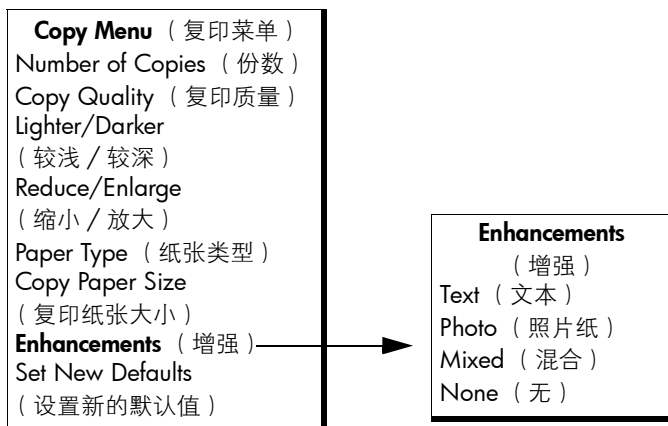 Copy Menu （复印菜单）
Number of Copies （份数）
Copy Quality （复印质量）
Lighter/Darker
（较浅 / 较深）
Reduce/Enlarge
（缩小 / 放大）
Paper Type （纸张类型）
Copy Paper Size
（复印纸张大小）
Enhancements （增强）
Set New Defaults
（设置新的默认值）
Enhancements
（增强）
Text （文本）
Photo （照片纸）
Mixed （混合）
None （无）